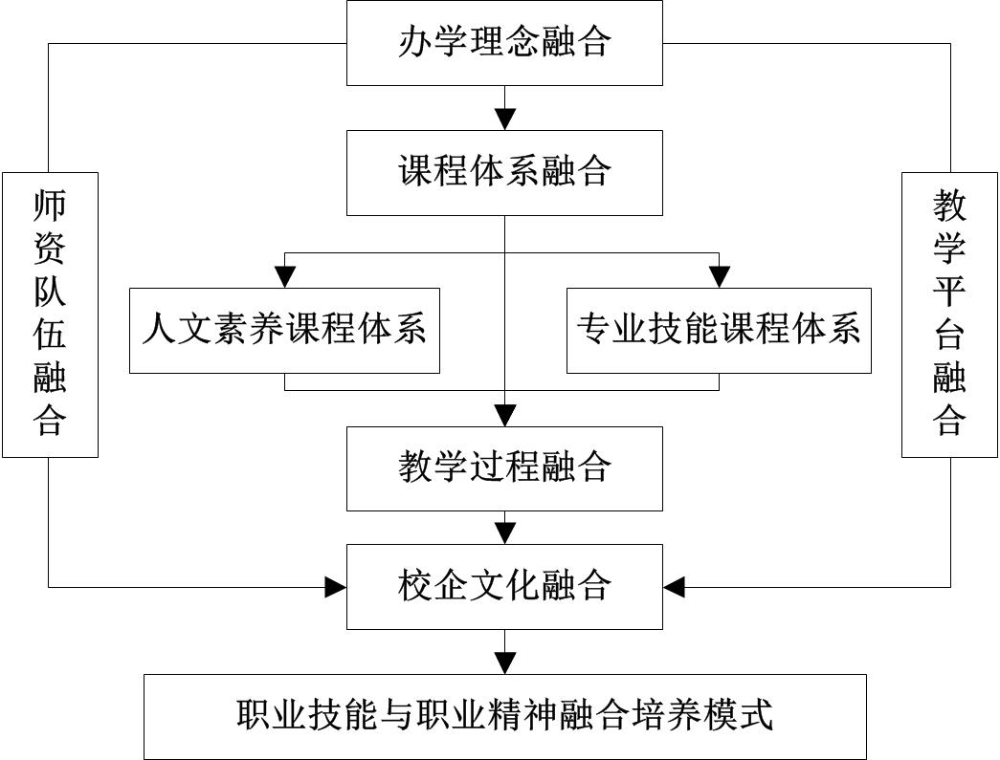 办学理念融合
课程体系融合
师资队伍融合
教学平台融合
人文素养课程体系
专业技能课程体系
教学过程融合
校企文化融合
职业技能与职业精神融合培养模式